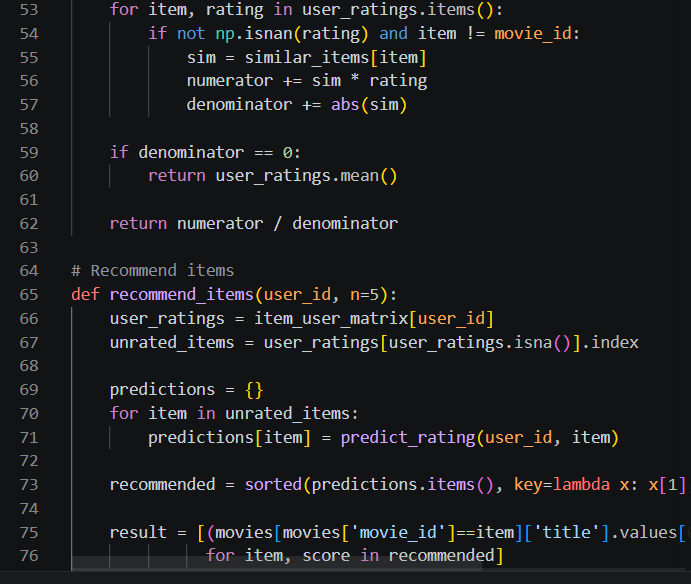 53 for item, rating in user_ratings.items():
54 if not np.isnan(rating) and item != movie_id:
55 sim = similar_items[item]
56 numerator += sim * rating
57 denominator += abs(sim)
58
59 if denominator == 0:
60 return user_ratings.mean()
61
62 return numerator / denominator
63
64 # Recommend items
65 def recommend_items(user_id, n=5):
66 user_ratings = item_user_matrix[user_id]
67 unrated_items = user_ratings[user_ratings.isna()].index
68
69 predictions = {}
70 for item in unrated_items:
71 predictions[item] = predict_rating(user_id, item)
72
73 recommended = sorted(predictions.items(), key=lambda x: x[1]
74
75 result = [(movies[movies['movie_id']==item]['title'].values[
76 for item, score in recommended]